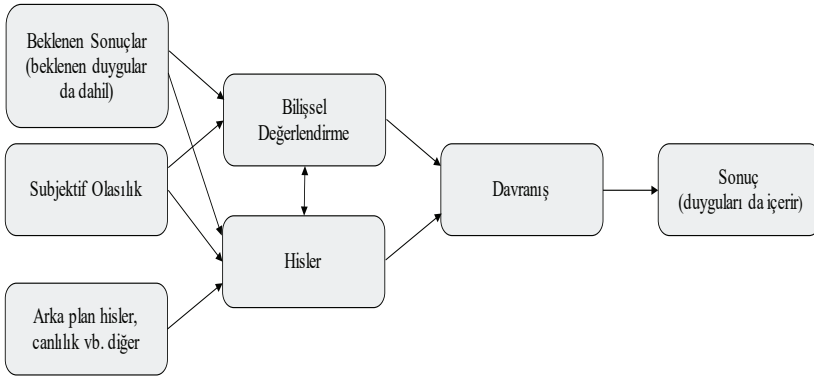 Beklenen Sonuçlar
(beklenen duygular
da dahil)
Bilişsel
Değerlendirme
Subjektif Olasılık
Davranış
Sonuç
(duyguları da içerir)
Hisler
Arka plan hisler,
canlılık vb. diğer